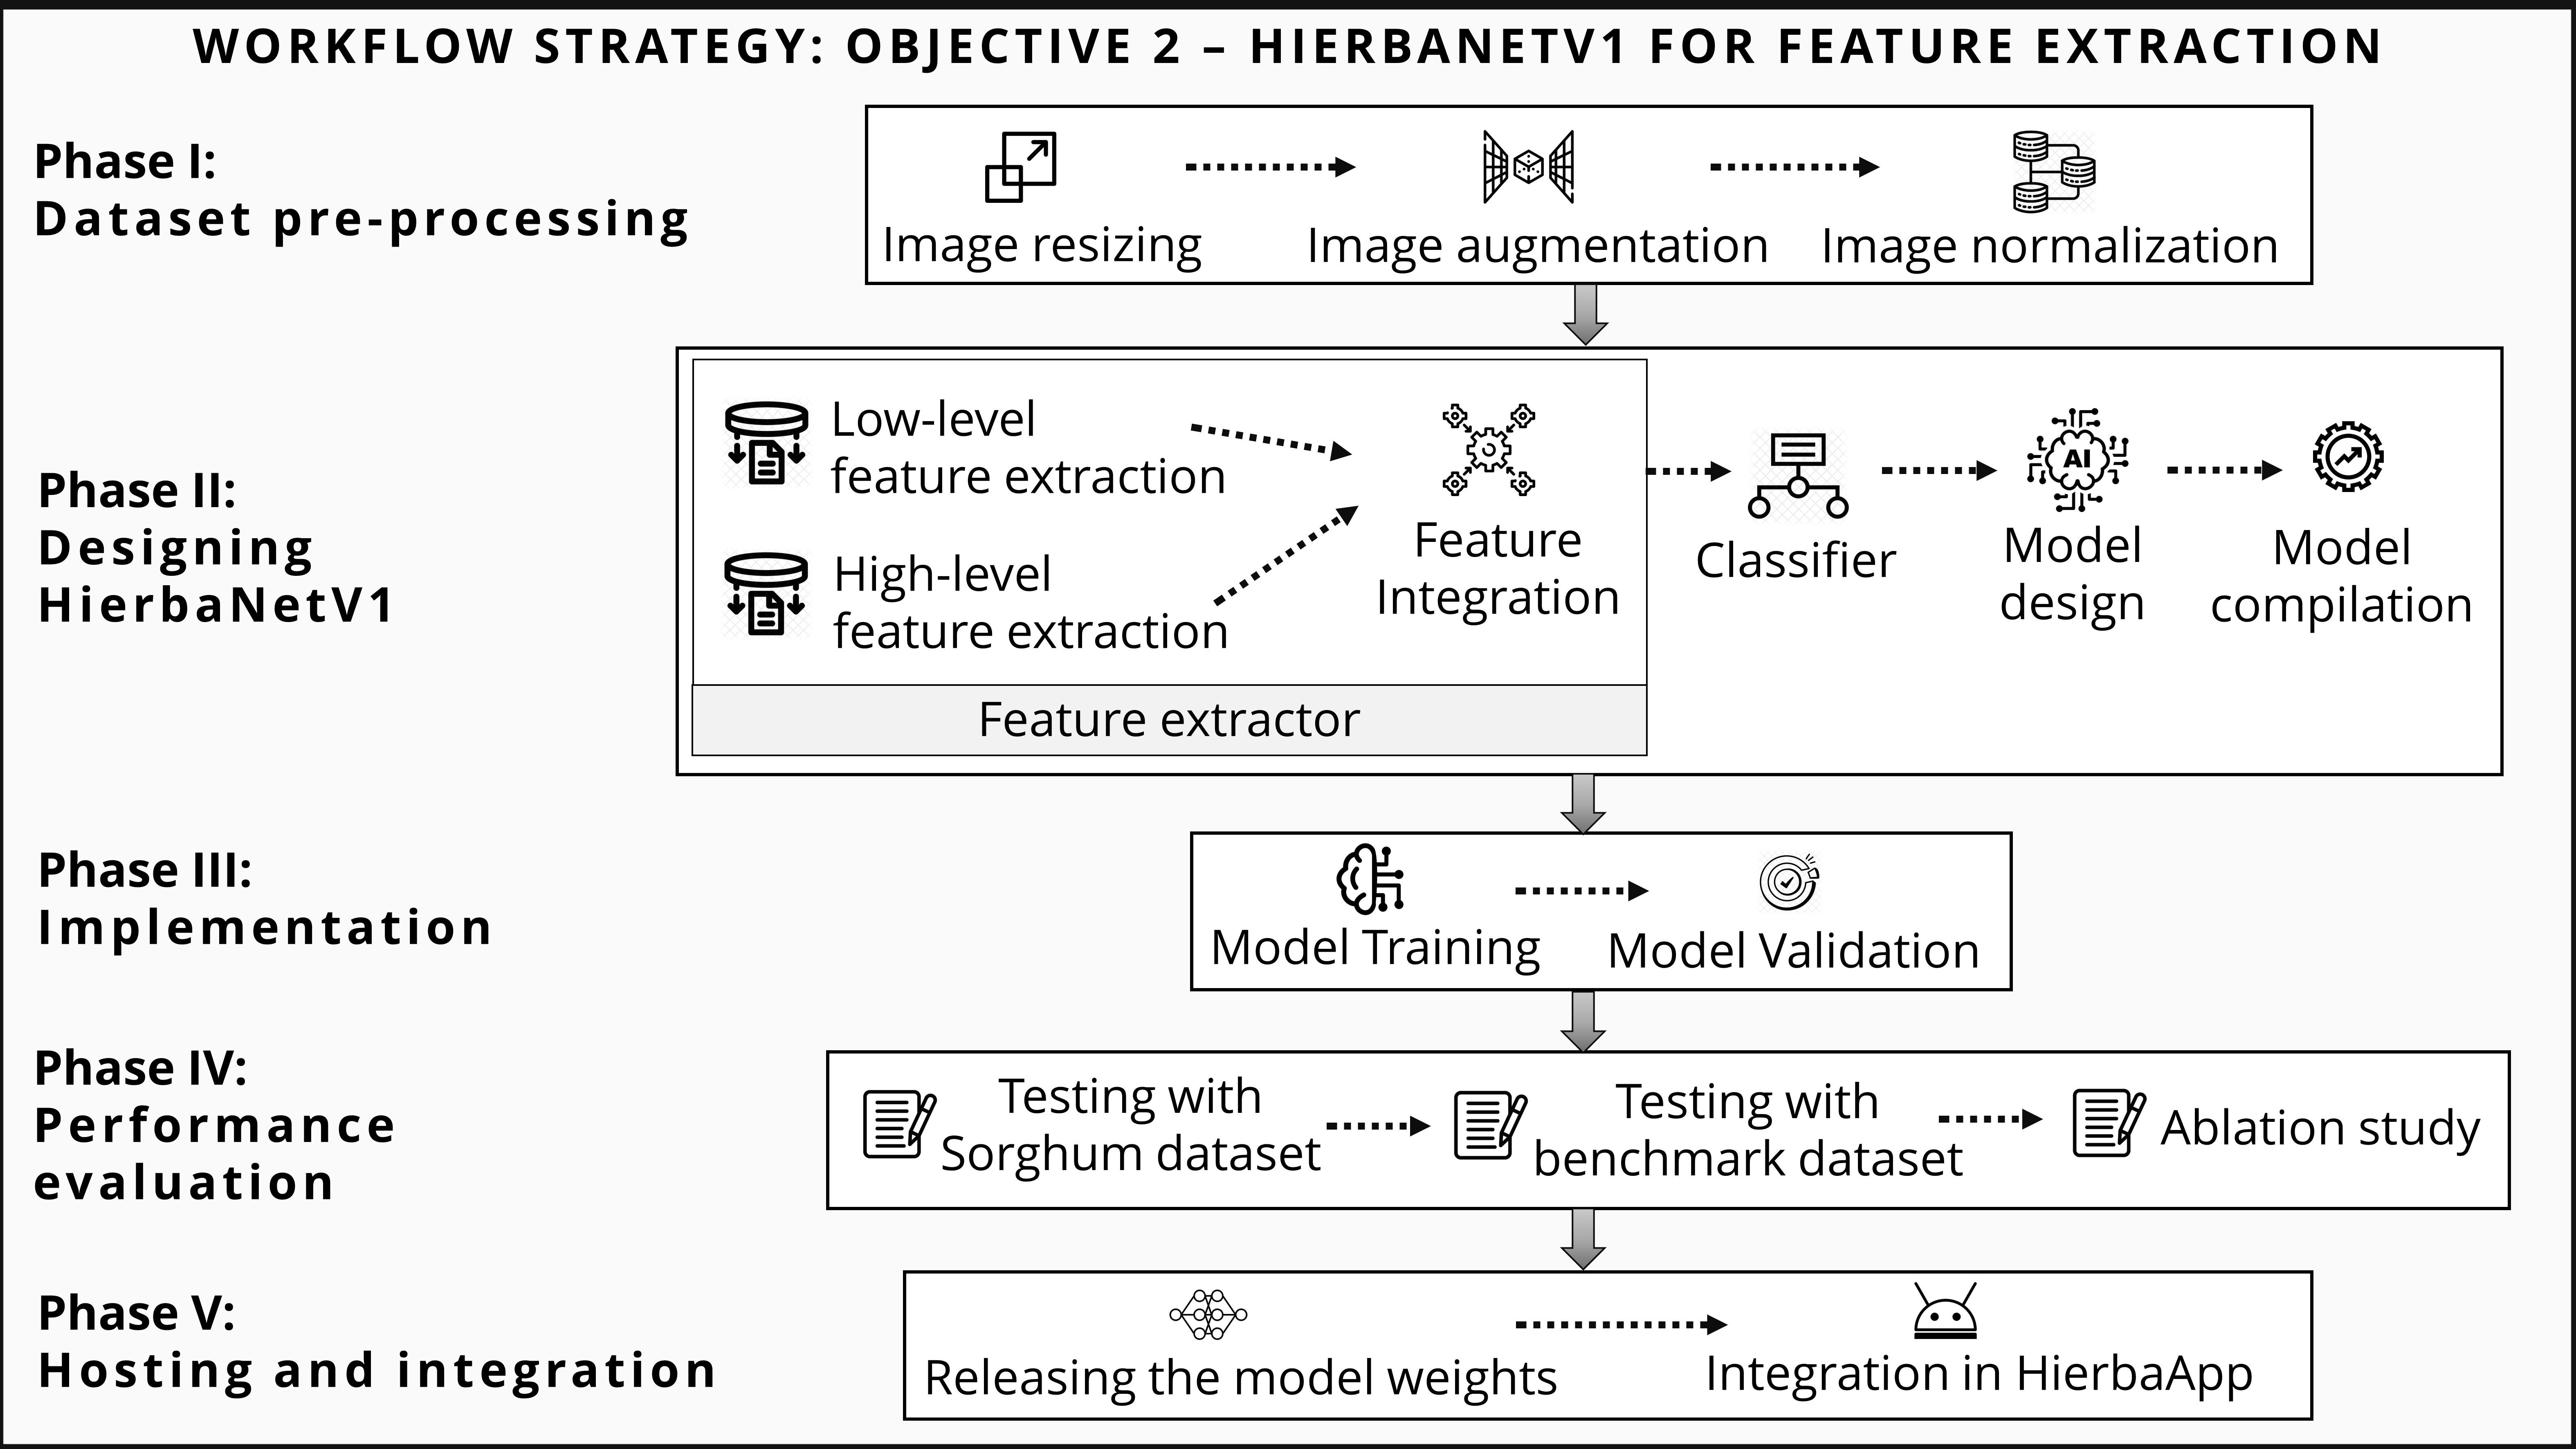 WORKFLOW STRATEGY: OBJECTIVE 2 – HIERBANETV1 FOR FEATURE EXTRACTION
Phase I:
Dataset pre-processing
Image resizing
Image augmentation
Image normalization
Phase II:
Designing
HierbaNetV1
Low-level
feature extraction
High-level
feature extraction
Feature
Integration
Feature extractor
Classifier
AI
Model
design
Model
compilation
Phase III:
Implementation
Model Training
Model Validation
Phase IV:
Performance
evaluation
Testing with
Sorghum dataset
Testing with
benchmark dataset
Ablation study
Phase V:
Hosting and integration
Releasing the model weights
Integration in HierbaApp